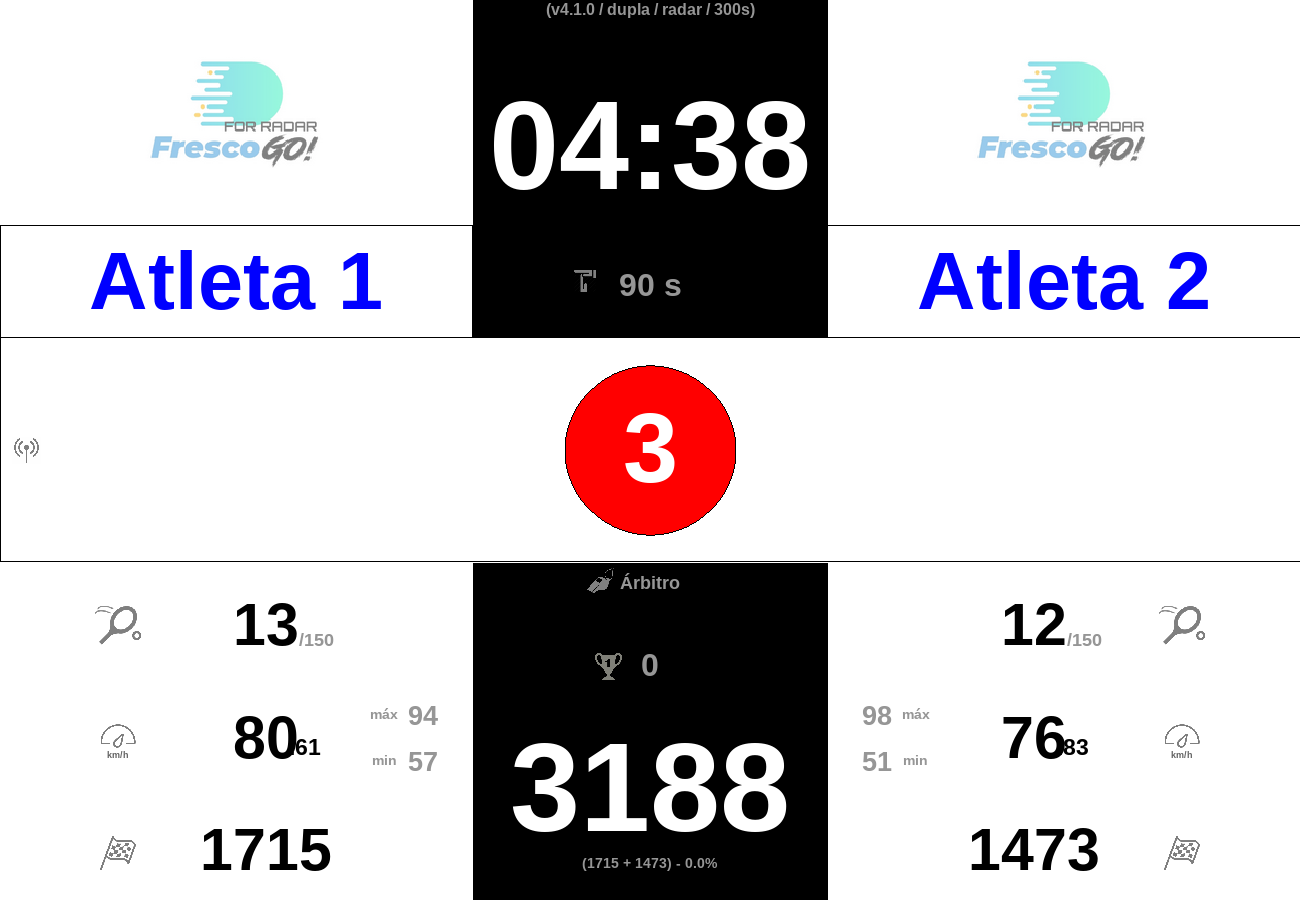 (v4.1.0 / dupla / radar / 300s)
FOR RADAR
FrescoGO!
04:38
FOR RADAR
FrescoGO!
Atleta 1
90 s
Atleta 2
3
Árbitro
13/150
12/150
1
0
80 61
máx 94
98 máx
76 83
km/h
min 57
51 min
km/h
3188
1715
1473
(1715 + 1473) - 0.0%